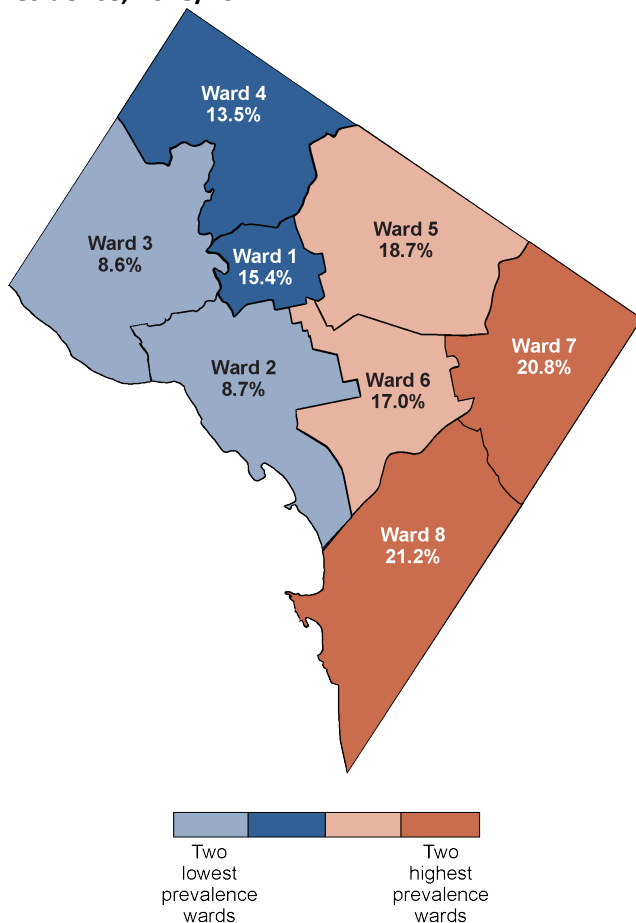 Ward 4
13.5%
Ward 3
8.6%
Ward 5
18.7%
Ward 1
15.4%
Ward 7
20.8%
Ward 2
8.7%
Ward 6
17.0%
Ward 8
21.2%
Two
lowest
prevalence
wards
Two
highest
prevalence
wards